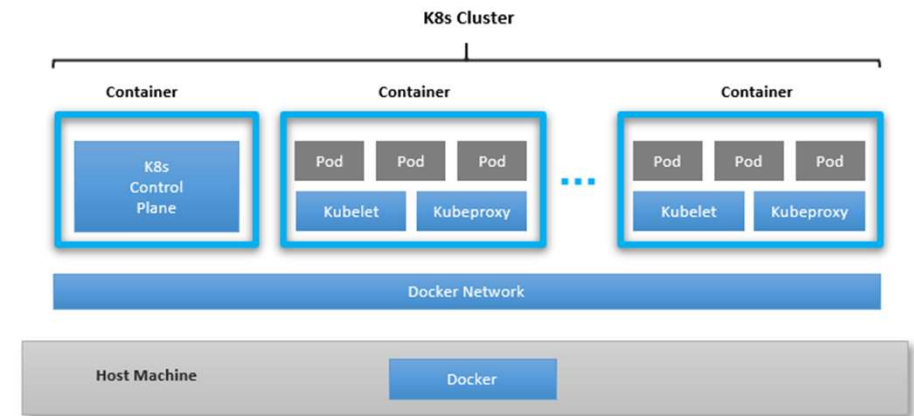 K8s Cluster
Container
Container
Container
K8s
Control
Plane
Pod
Pod
Pod
Kubelet
Kubeproxy
...
Pod
Pod
Pod
Kubelet
Kubeproxy
Docker Network
Host Machine
Docker